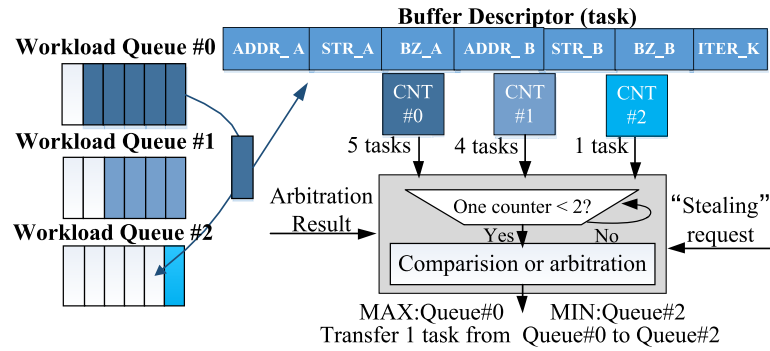 Buffer Descriptor (task)
ADDR_A STR_A BZ_A ADDR_B STR_B BZ_B ITER_K
Workload Queue #0
Workload Queue #1
Workload Queue #2
CNT #0
CNT #1
CNT #2
5 tasks 4 tasks 1 task
Arbitration
Result
One counter < 2?
Yes No
Comparision or arbitration
“Stealing”
request
MAX:Queue#0 MIN:Queue#2
Transfer 1 task from Queue#0 to Queue#2